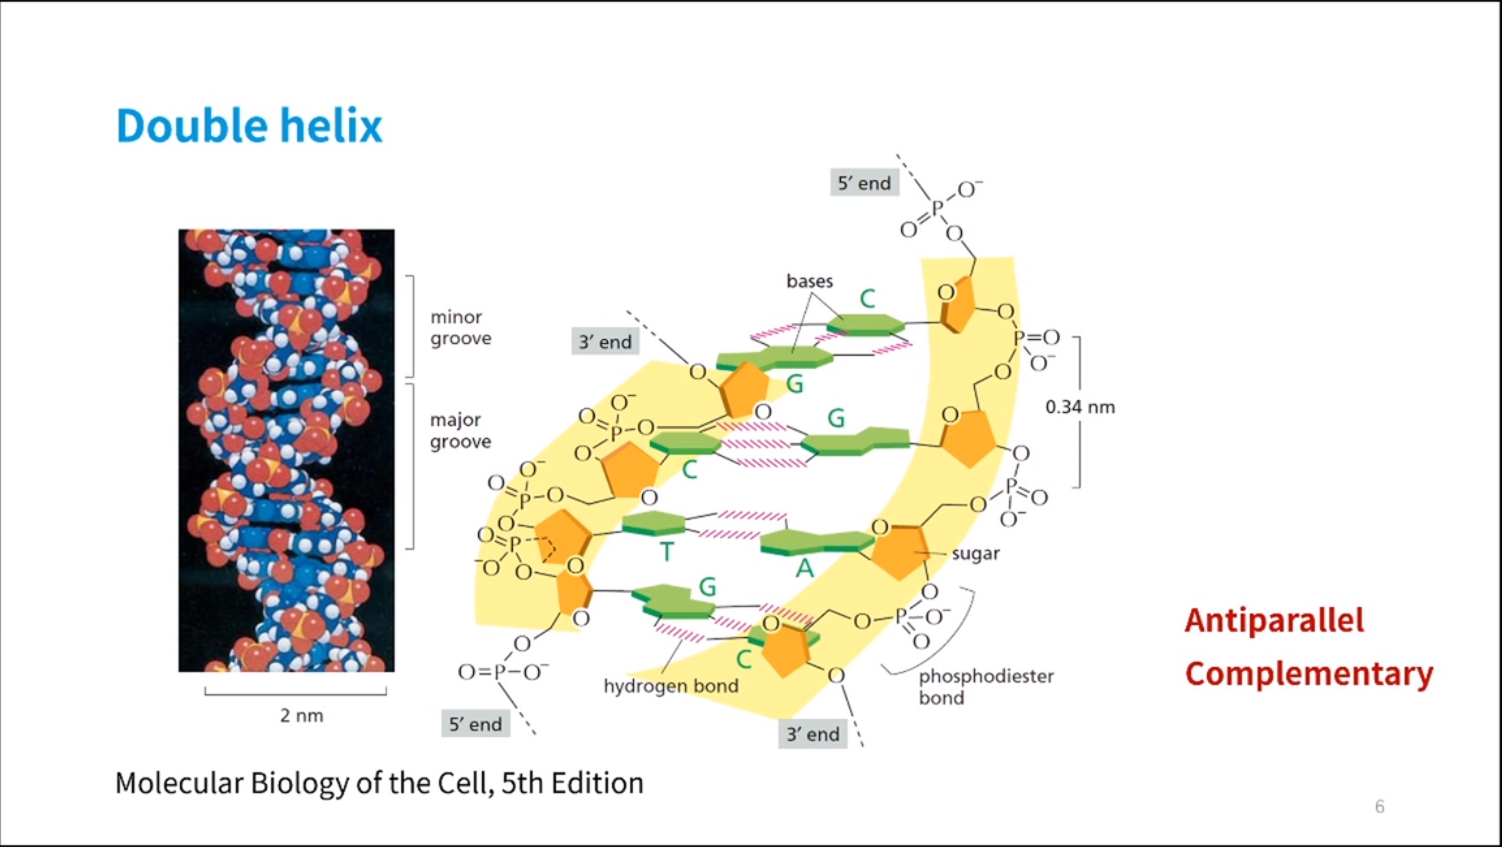 Double helix
5′ end
O⁻
P
O
O
bases
C
O
O
minor
groove
3′ end
P=O
O⁻
O
O
G
0.34 nm
major
groove
O⁻
O
P
O
O
O
G
O
O
C
O
O⁻
O
P
O
O
P
O
O⁻
O
O
O
P
⁻O
O
O
T
A
O
sugar
G
O
O
O
P
O⁻
O
O
C
O
O=P–O⁻
hydrogen bond
O
phosphodiester
bond
5′ end
3′ end
2 nm
Antiparallel
Complementary
Molecular Biology of the Cell, 5th Edition
6